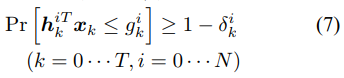 Pr [ h_k^{iT} x_k ≤ g_k^i ] ≥ 1 − δ_k^i (7)
(k = 0 ⋯ T, i = 0 ⋯ N)